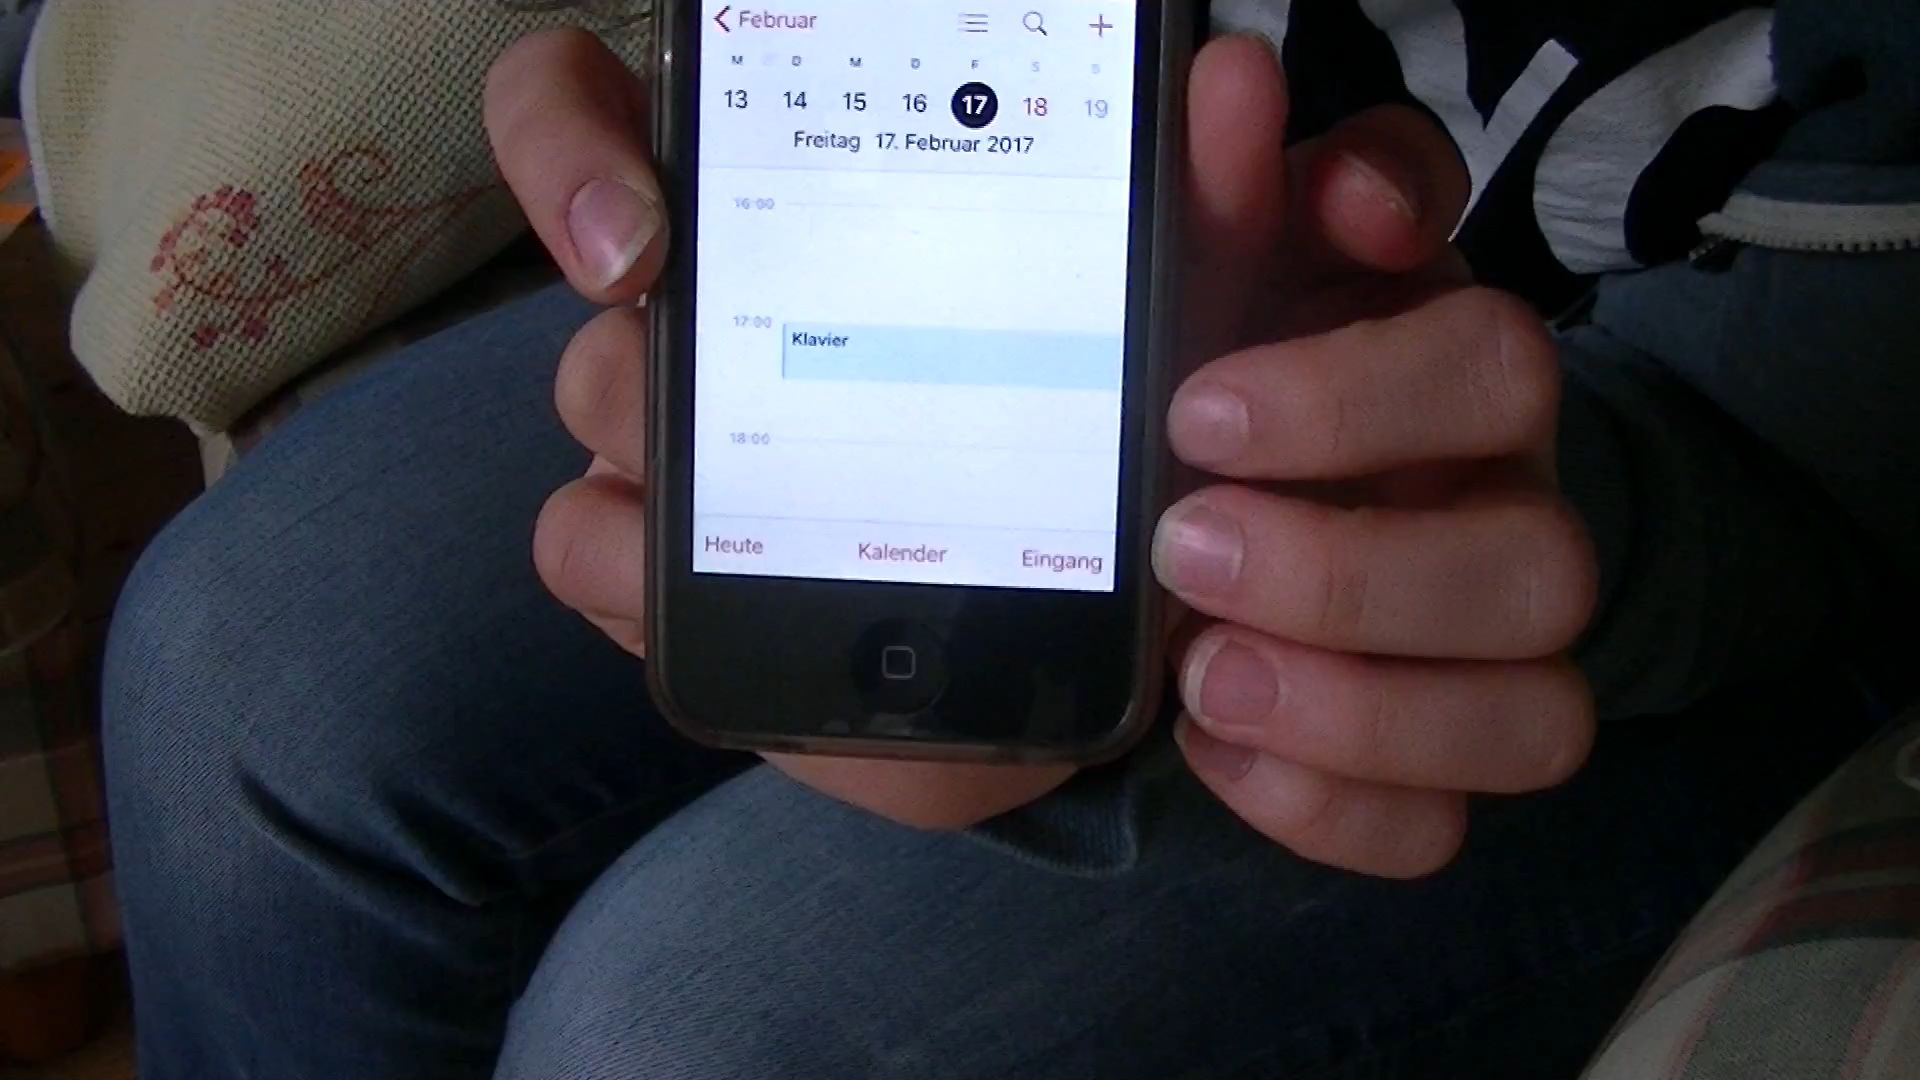 Februar
M D M D F S S
13 14 15 16 17 18 19
Freitag 17. Februar 2017
16:00
17:00
Klavier
18:00
Heute Kalender Eingang